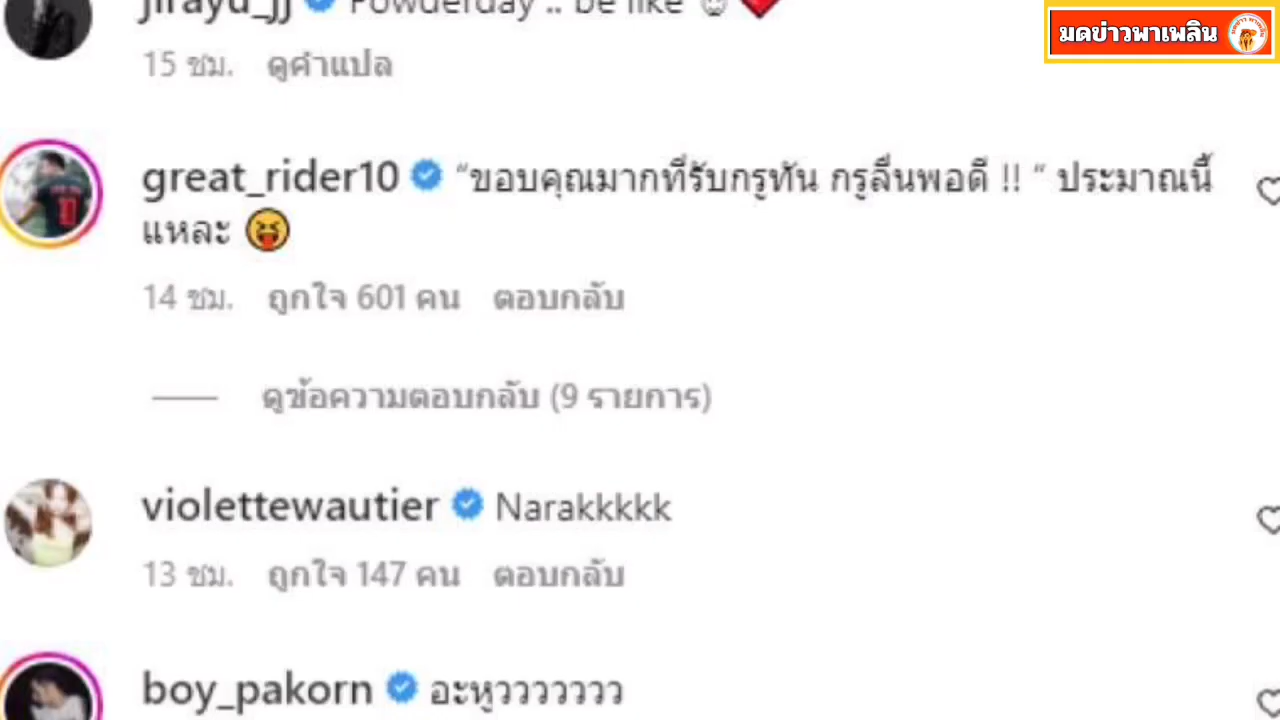 jirayu_jj Powderday .. be like
มดข่าวพาเพลิน
15 ชม. ดูคำแปล
great_rider10 “ขอบคุณมากที่รับกรูทัน กรูลื่นพอดี !! “ ประมาณนี้
แหละ 😝
14 ชม. ถูกใจ 601 คน ตอบกลับ
ดูข้อความตอบกลับ (9 รายการ)
violettewautier Narakkkkk
13 ชม. ถูกใจ 147 คน ตอบกลับ
boy_pakorn อะหูววววววว